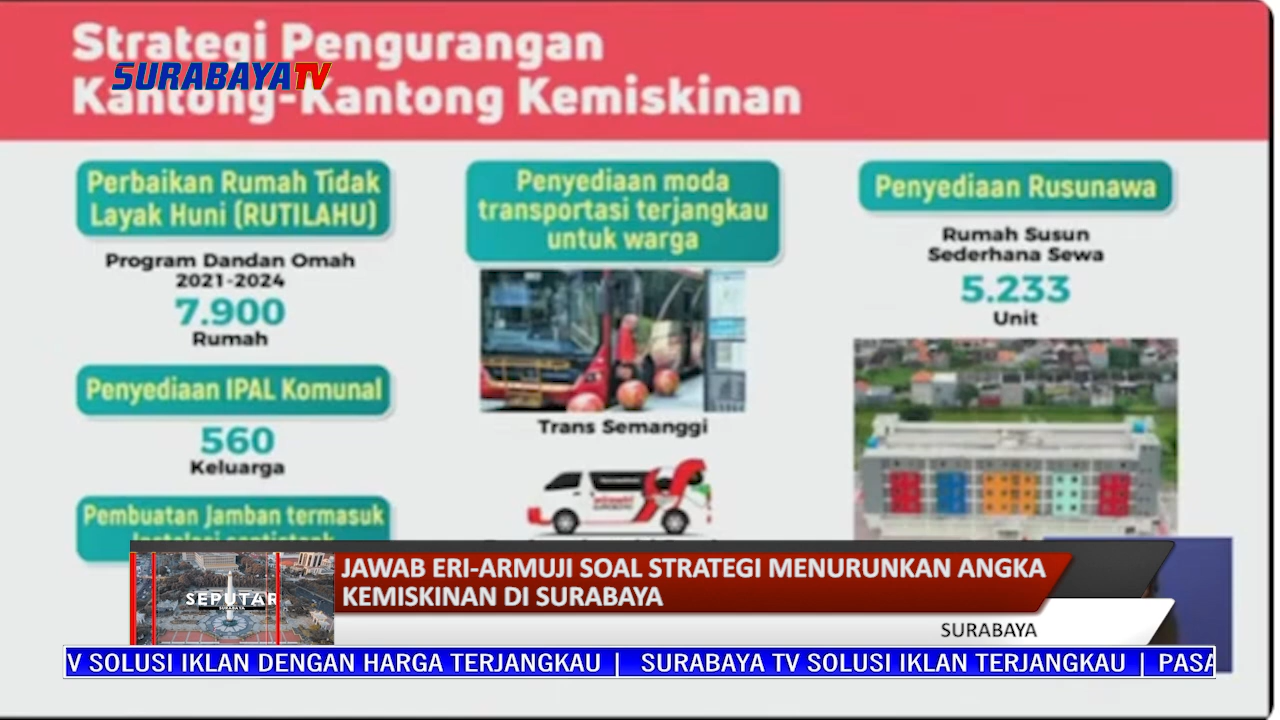 Strategi Pengurangan
SURABAYATV
Kantong-Kantong Kemiskinan
Perbaikan Rumah Tidak
Layak Huni (RUTILAHU)
Program Dandan Omah
2021-2024
7.900
Rumah
Penyediaan IPAL Komunal
560
Keluarga
Pembuatan Jamban termasuk
Penyediaan moda
transportasi terjangkau
untuk warga
Trans Semanggi
Penyediaan Rusunawa
Rumah Susun
Sederhana Sewa
5.233
Unit
SEPUTAR
SURABAYA
JAWAB ERI-ARMUJI SOAL STRATEGI MENURUNKAN ANGKA
KEMISKINAN DI SURABAYA
SURABAYA
V SOLUSI IKLAN DENGAN HARGA TERJANGKAU | SURABAYA TV SOLUSI IKLAN TERJANGKAU | PASA